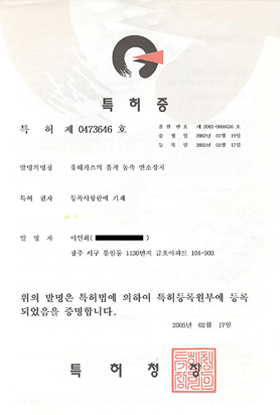 특 허 증
특 허 제 0473646 호
출 원 번 호 제 2002-0008628 호
출 원 일 2002년 02월 19일
등 록 일 2005년 02월 17일
발명의명칭 축폐가스의 흡착 농축 연소장치
특허 권자 등록사항란에 기재
발 명 자 이안희(
광주 서구 풍암동 1130번지 금호아파트 104-903
위의 발명은 특허법에 의하여 특허등록원부에 등록
되었음을 증명합니다.
2005년 02월 17일
특 허 청 장